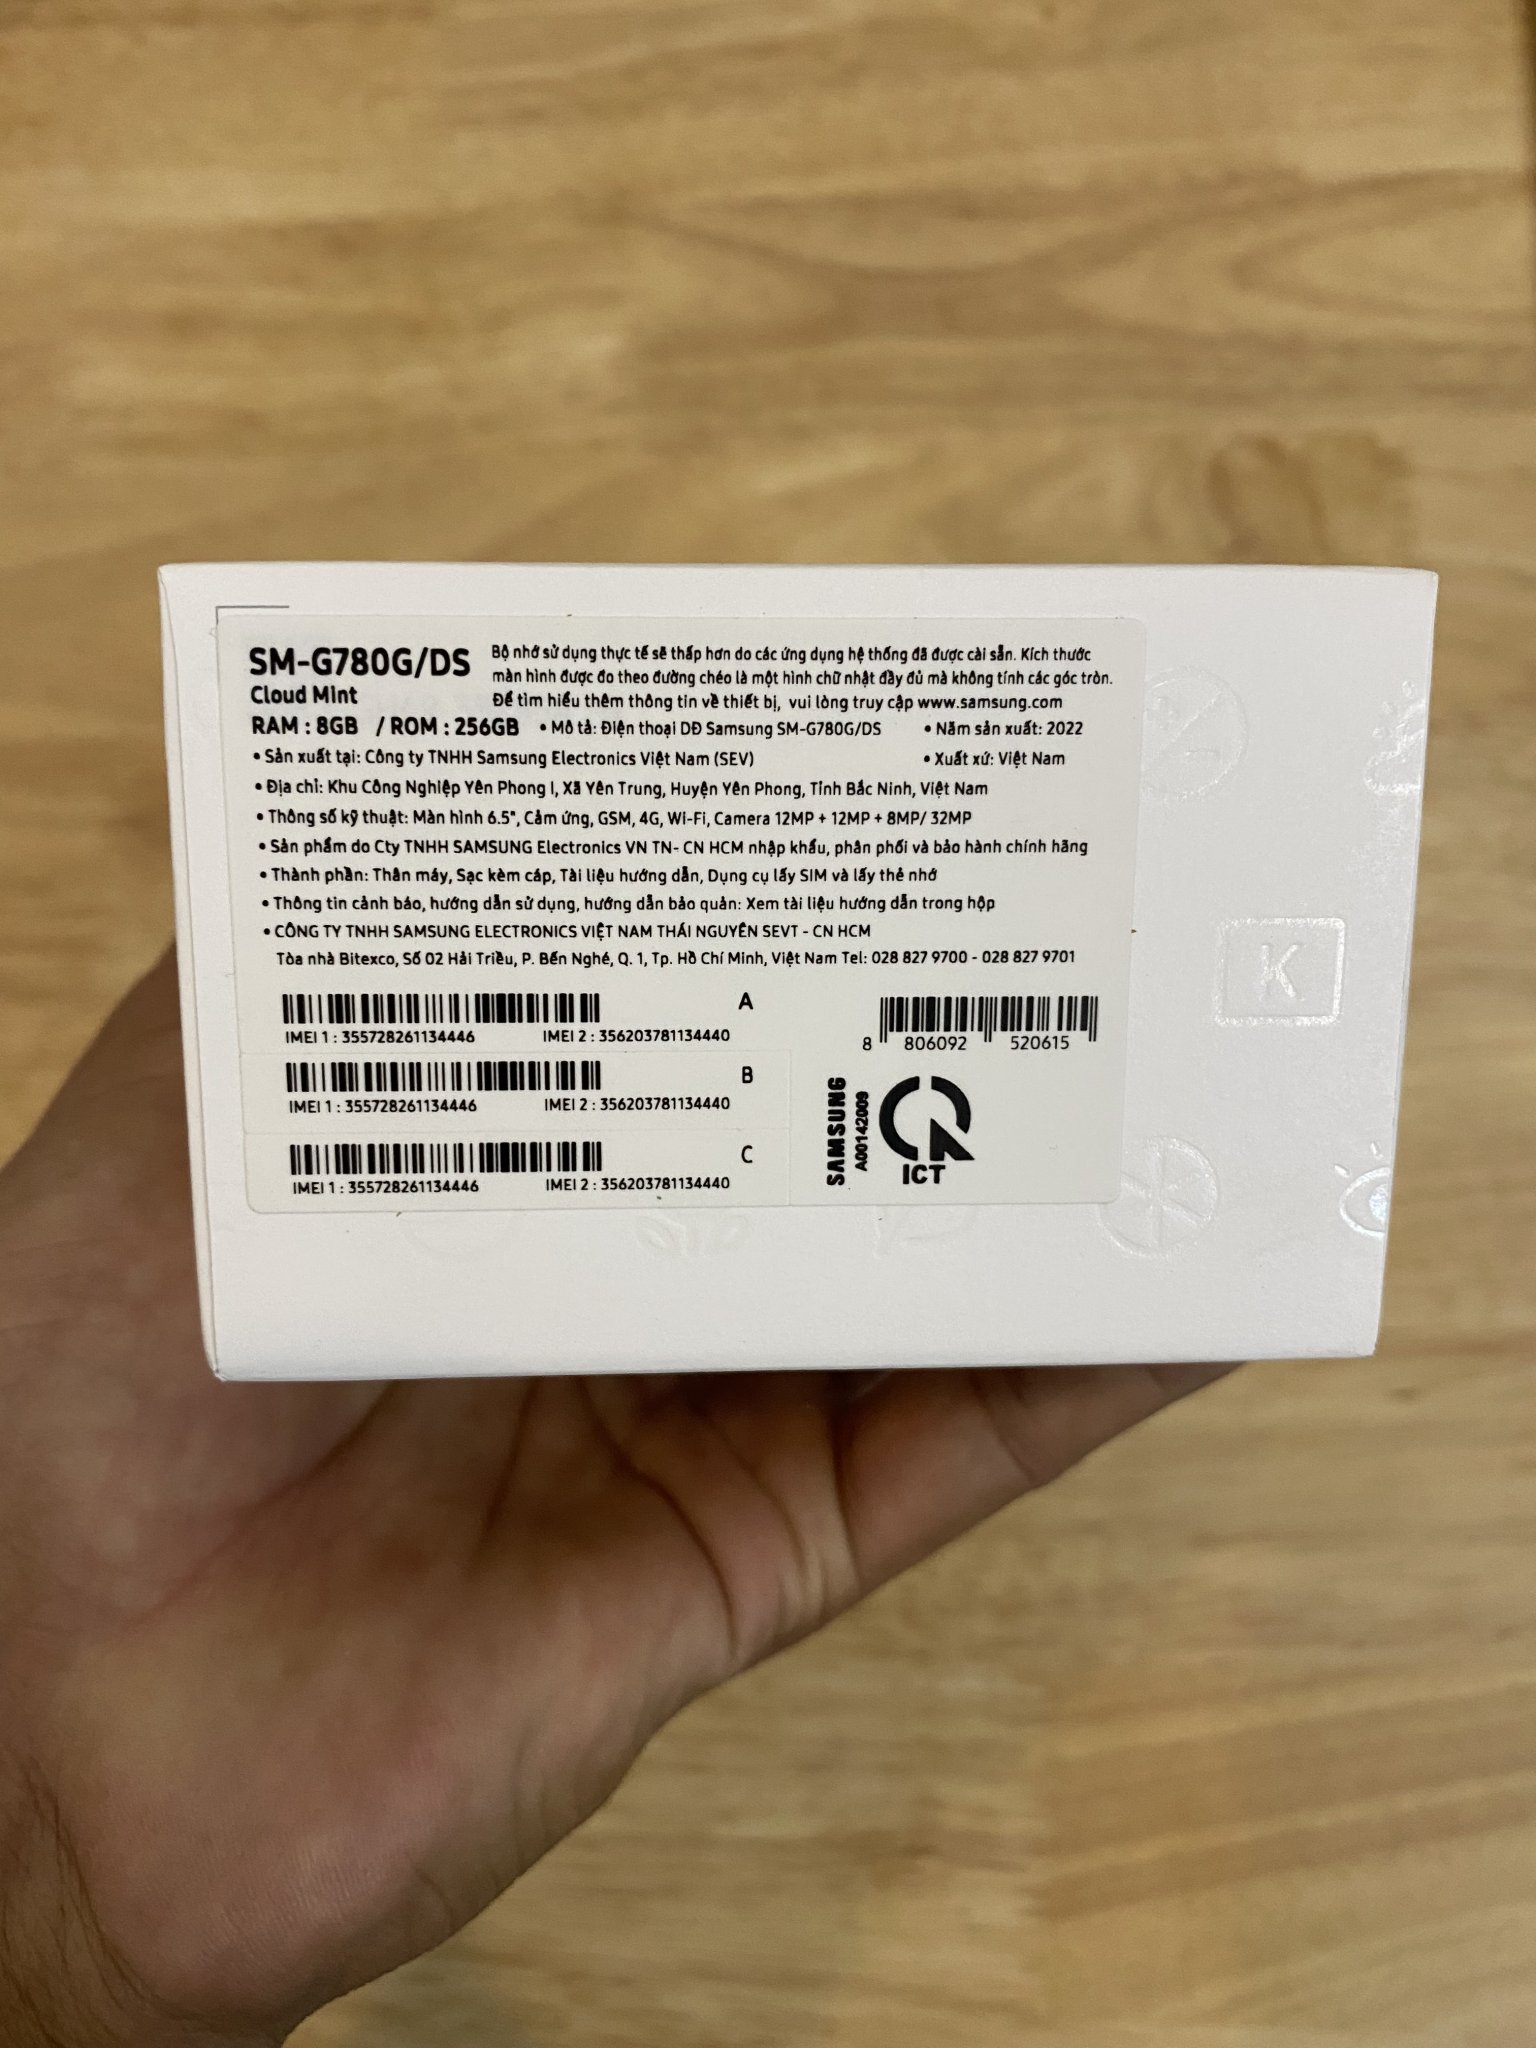 SM-G780G/DS
Cloud Mint
Bộ nhớ sử dụng thực tế sẽ thấp hơn do các ứng dụng hệ thống đã được cài sẵn. Kích thước
màn hình được đo theo đường chéo là một hình chữ nhật đầy đủ mà không tính các góc tròn.
Để tìm hiểu thêm thông tin về thiết bị, vui lòng truy cập www.samsung.com
RAM : 8GB / ROM : 256GB • Mô tả: Điện thoại DĐ Samsung SM-G780G/DS • Năm sản xuất: 2022
• Sản xuất tại: Công ty TNHH Samsung Electronics Việt Nam (SEV) • Xuất xứ: Việt Nam
• Địa chỉ: Khu Công Nghiệp Yên Phong I, Xã Yên Trung, Huyện Yên Phong, Tỉnh Bắc Ninh, Việt Nam
• Thông số kỹ thuật: Màn hình 6.5", Cảm ứng, GSM, 4G, Wi-Fi, Camera 12MP + 12MP + 8MP/ 32MP
• Sản phẩm do Cty TNHH SAMSUNG Electronics VN TN- CN HCM nhập khẩu, phân phối và bảo hành chính hãng
• Thành phần: Thân máy, Sạc kèm cáp, Tài liệu hướng dẫn, Dụng cụ lấy SIM và lấy thẻ nhớ
• Thông tin cảnh báo, hướng dẫn sử dụng, hướng dẫn bảo quản: Xem tài liệu hướng dẫn trong hộp
• CÔNG TY TNHH SAMSUNG ELECTRONICS VIỆT NAM THÁI NGUYÊN SEVT - CN HCM
Tòa nhà Bitexco, Số 02 Hải Triều, P. Bến Nghé, Q. 1, Tp. Hồ Chí Minh, Việt Nam Tel: 028 827 9700 - 028 827 9701
A
IMEI 1 : 355728261134446 IMEI 2 : 356203781134440
B
IMEI 1 : 355728261134446 IMEI 2 : 356203781134440
C
IMEI 1 : 355728261134446 IMEI 2 : 356203781134440
8 806092 520615
SAMSUNG
A00142009
ICT
K